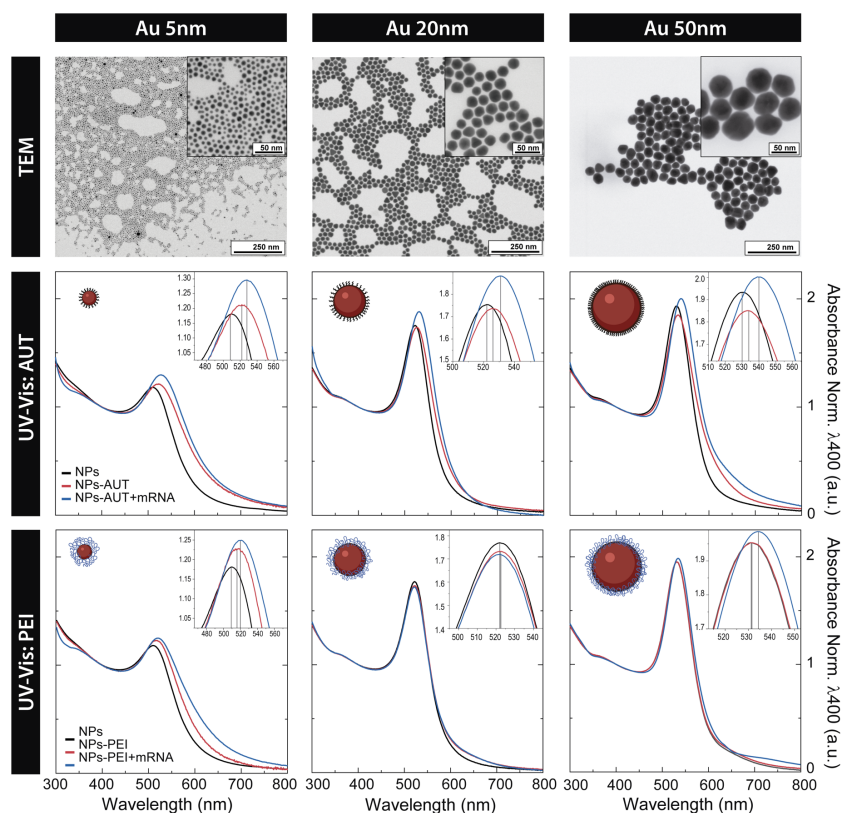 Au 5nm
Au 20nm
Au 50nm
TEM
50 nm
250 nm
50 nm
250 nm
50 nm
250 nm
UV-Vis: AUT
1.30
1.25
1.20
1.15
1.10
1.05
480 500 520 540 560
NPs
NPs-AUT
NPs-AUT+mRNA
1.8
1.7
1.6
1.5
500 520 540
2.0
1.9
1.8
1.7
512 520 528 536 544 552 560
2
1
0
Absorbance Norm. λ400 (a.u.)
UV-Vis: PEI
1.25
1.20
1.15
1.10
1.05
480 500 520 540 560
NPs
NPs-PEI
NPs-PEI+mRNA
1.8
1.7
1.6
1.5
1.4
500 510 520 530 540
1.9
1.8
1.7
520 530 540 550
2
1
0
Absorbance Norm. λ400 (a.u.)
300 400 500 600 700 800
300 400 500 600 700 800
300 400 500 600 700 800
Wavelength (nm)
Wavelength (nm)
Wavelength (nm)